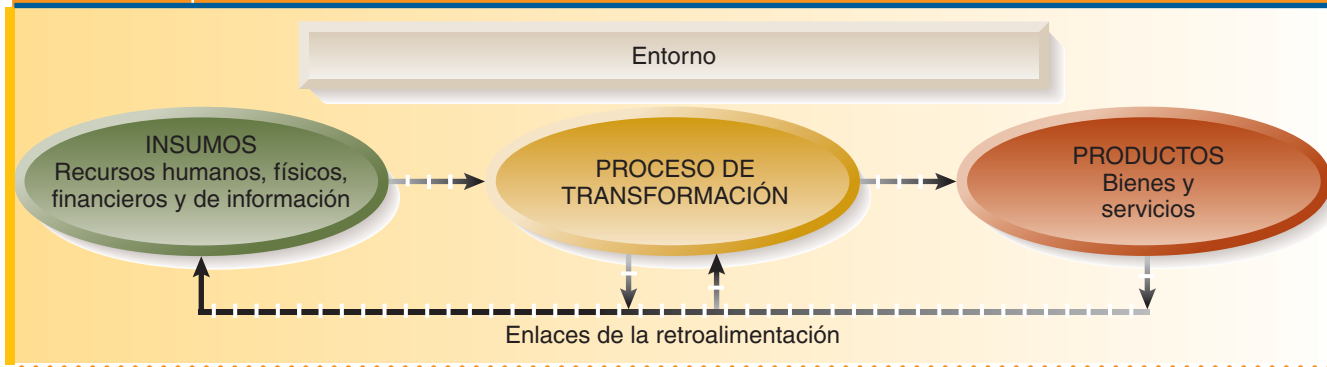 Entorno
INSUMOS
Recursos humanos, físicos,
financieros y de información
PROCESO DE
TRANSFORMACIÓN
PRODUCTOS
Bienes y
servicios
Enlaces de la retroalimentación